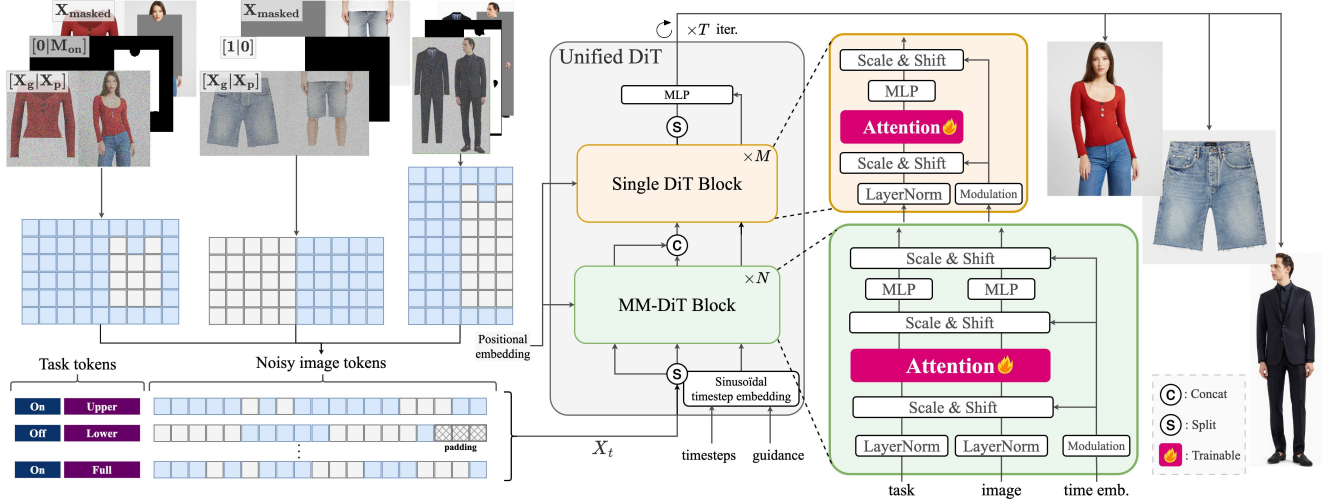 X_masked
[0|M_on]
[X_g|X_p]
X_masked
[1|0]
[X_g|X_p]
Task tokens
Noisy image tokens
On Upper
Off Lower
padding
On Full
X_t
×T iter.
Unified DiT
MLP
S
×M
Single DiT Block
C
×N
MM-DiT Block
Positional
embedding
S
Sinusoïdal
timestep embedding
timesteps guidance
Scale & Shift
MLP
Attention
Scale & Shift
LayerNorm Modulation
Scale & Shift
MLP MLP
Scale & Shift
Attention
Scale & Shift
LayerNorm LayerNorm Modulation
task image time emb.
C : Concat
S : Split
: Trainable